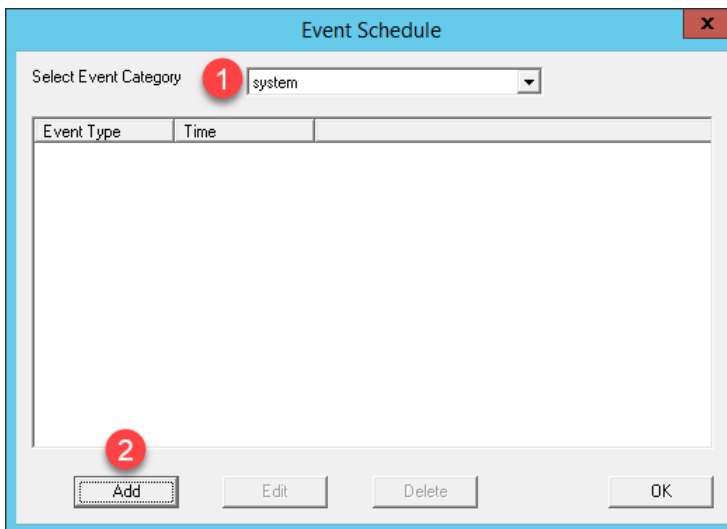 Event Schedule
x
Select Event Category 1 system
Event Type Time
2
Add Edit Delete OK